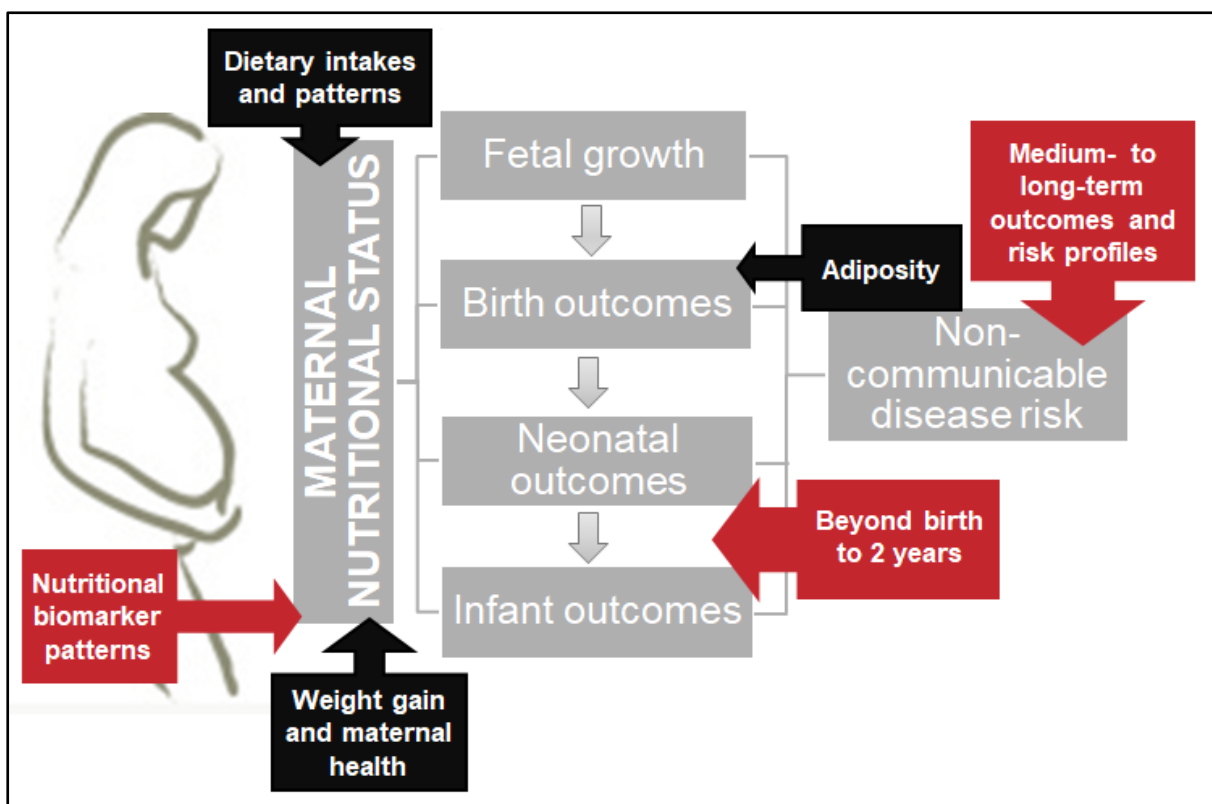 Dietary intakes
and patterns
MATERNAL
NUTRITIONAL STATUS
Nutritional
biomarker
patterns
Weight gain
and maternal
health
Fetal growth
Birth outcomes
Neonatal
outcomes
Infant outcomes
Adiposity
Medium- to
long-term
outcomes and
risk profiles
Non-
communicable
disease risk
Beyond birth
to 2 years